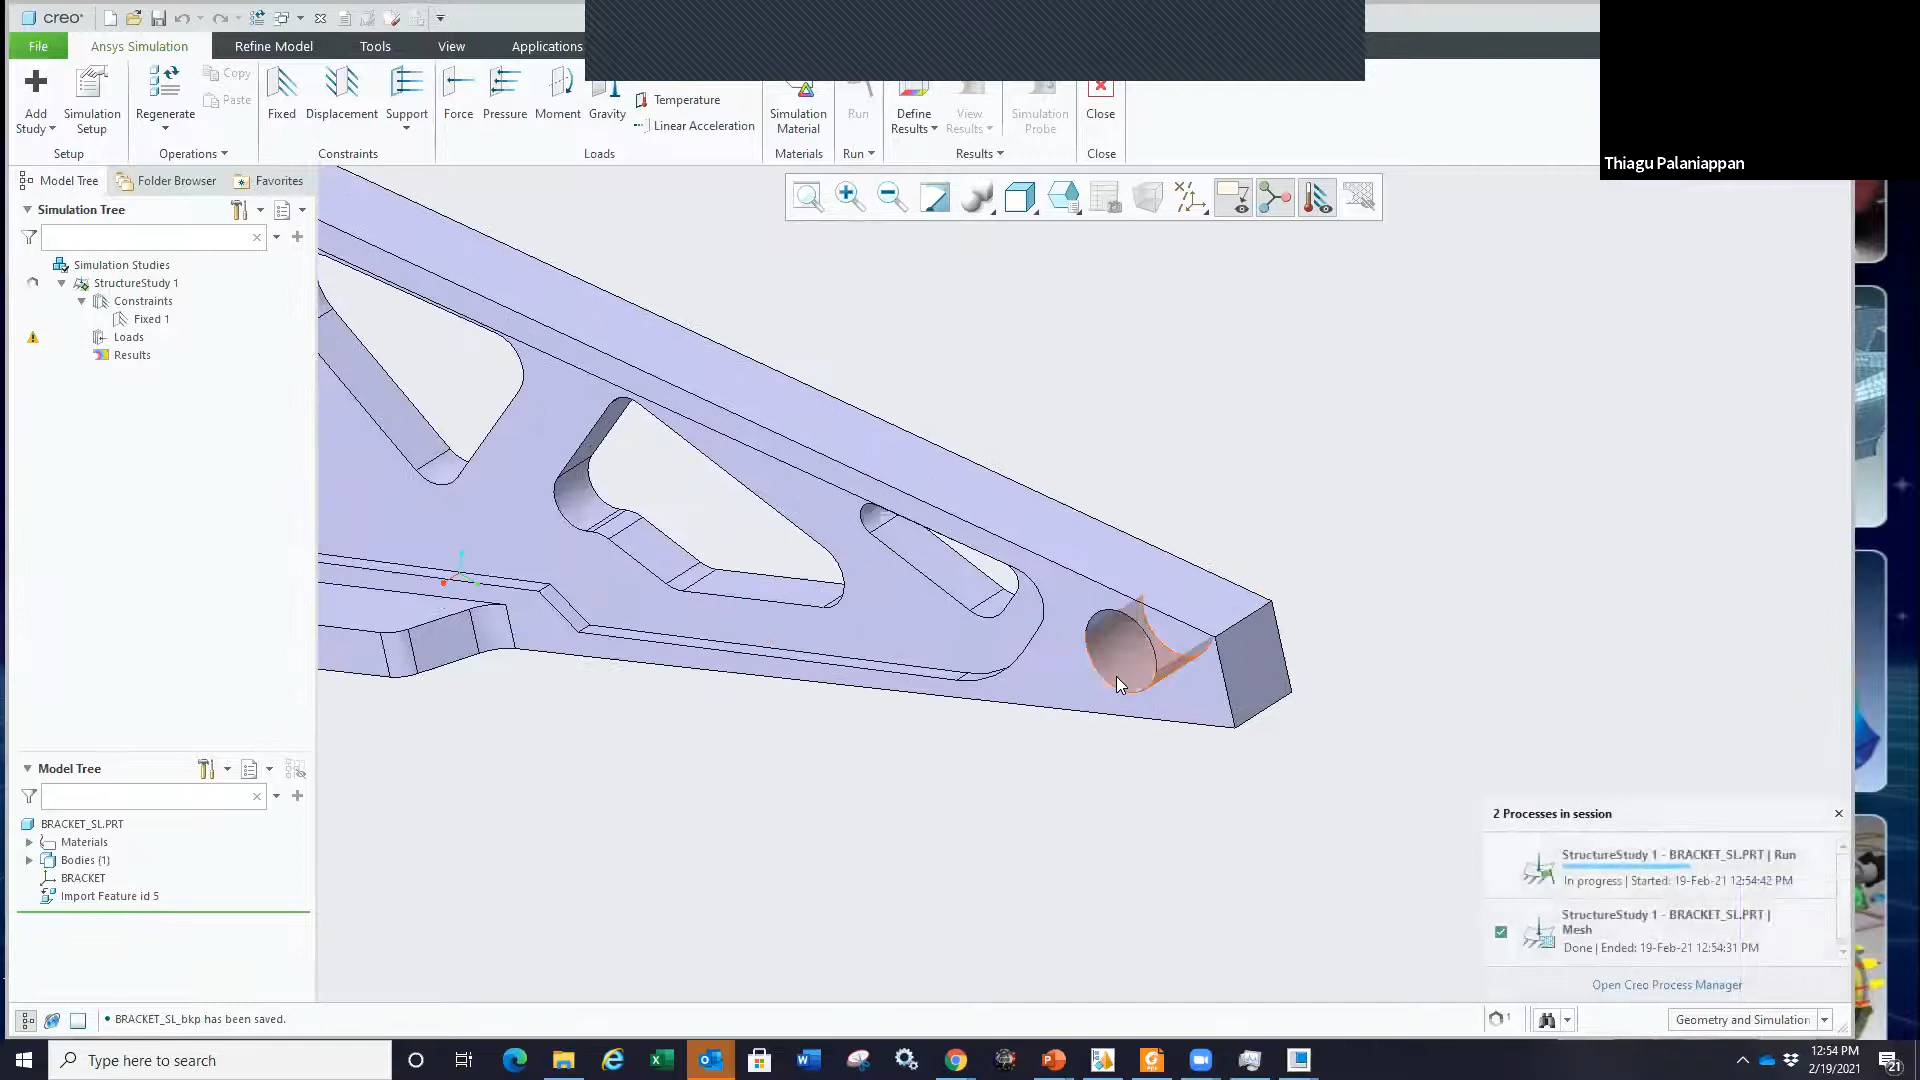 creo®
File
Ansys Simulation
Refine Model
Tools
View
Applications
Add
Study
Simulation
Setup
Setup
Regenerate
Copy
Paste
Operations
Fixed
Displacement
Support
Constraints
Force
Pressure
Moment
Gravity
Temperature
Linear Acceleration
Loads
Simulation
Material
Materials
Run
Run
Define
Results
View
Results
Simulation
Probe
Results
Close
Close
Thiagu Palaniappan
Model Tree
Folder Browser
Favorites
Simulation Tree
Simulation Studies
StructureStudy 1
Constraints
Fixed 1
Loads
Results
Model Tree
BRACKET_SL.PRT
Materials
Bodies (1)
BRACKET
Import Feature id 5
2 Processes in session
StructureStudy 1 - BRACKET_SL.PRT | Run
In progress | Started: 19-Feb-21 12:54:42 PM
StructureStudy 1 - BRACKET_SL.PRT |
Mesh
Done | Ended: 19-Feb-21 12:54:31 PM
Open Creo Process Manager
• BRACKET_SL_bkp has been saved.
1
Geometry and Simulation
Type here to search
12:54 PM
2/19/2021
21